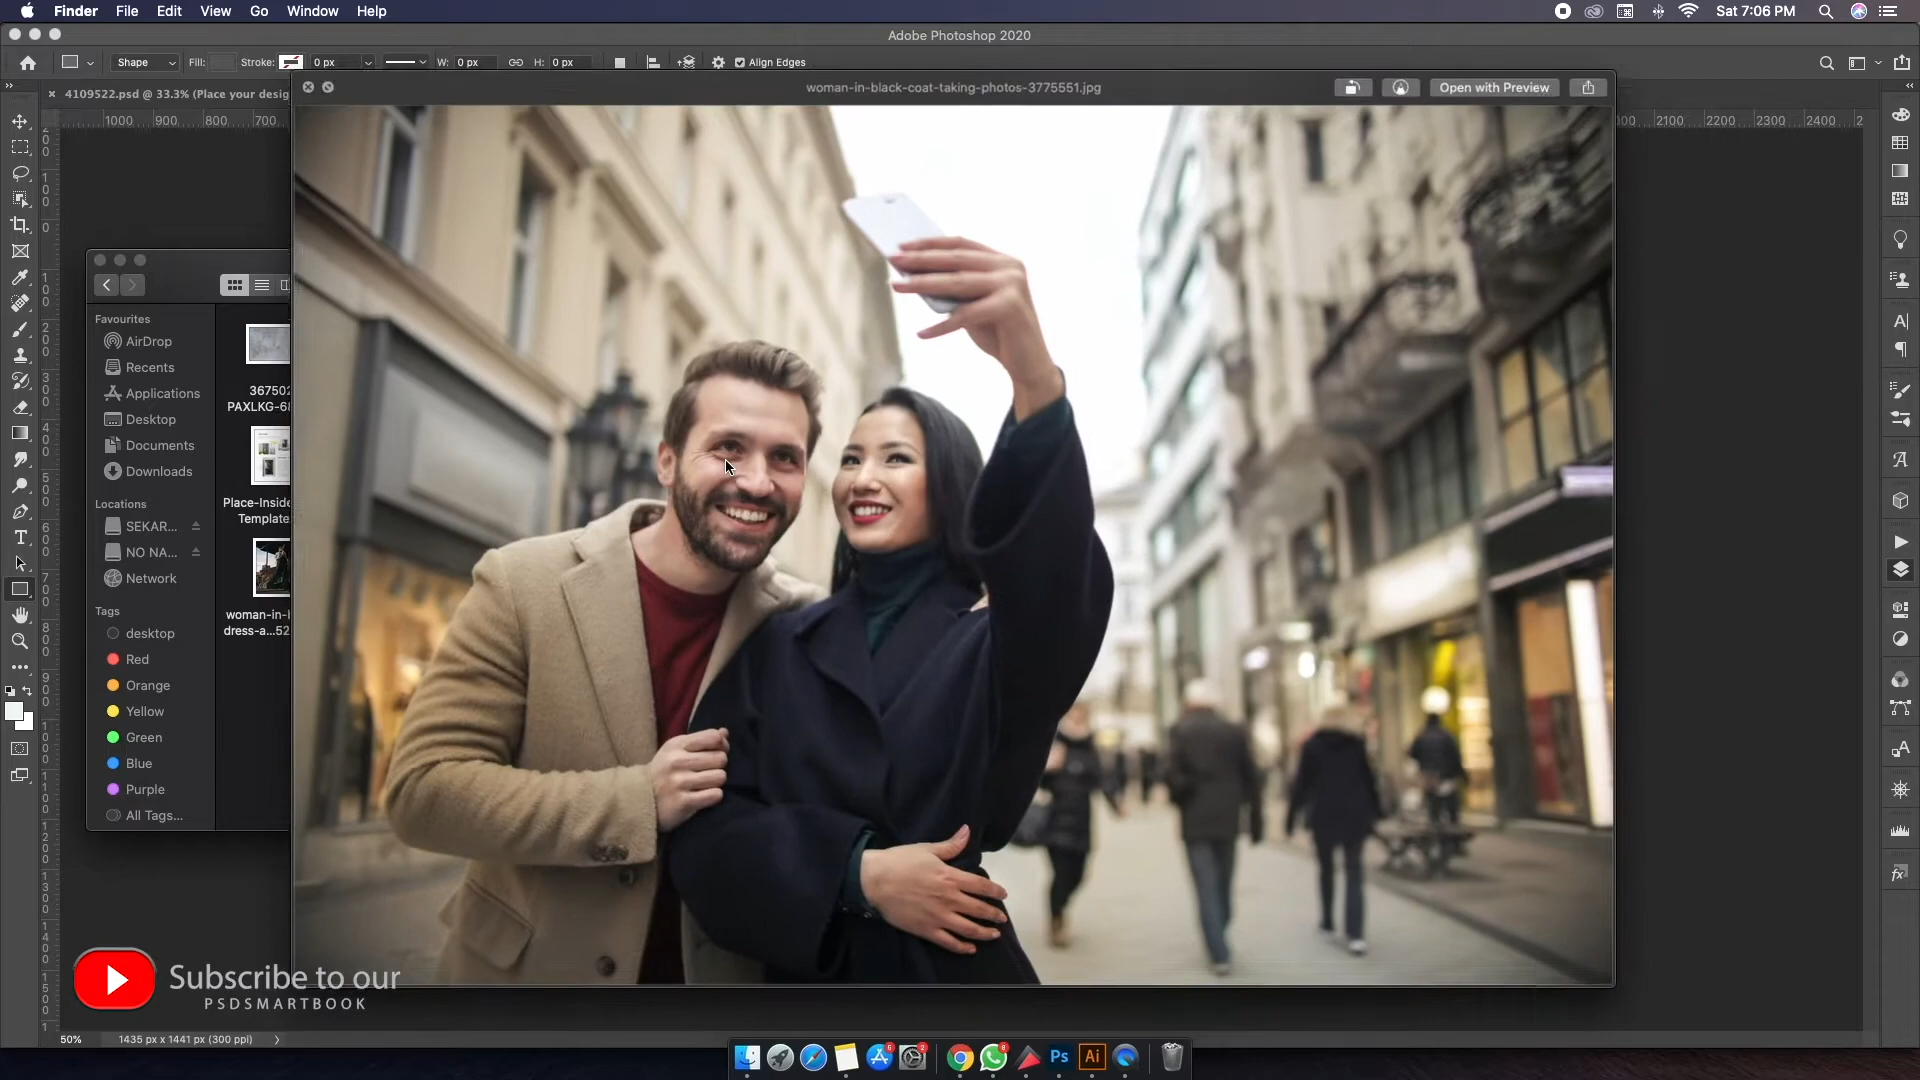 Finder File Edit View Go Window Help Sat 7:06 PM
Adobe Photoshop 2020
Shape Fill: Stroke: 0 px W: 0 px H: 0 px Align Edges
4109522.psd @ 33.3% (Place your desig
woman-in-black-coat-taking-photos-3775551.jpg
Open with Preview
1000 900 800 700
2100 2200 2300 2400 2
Favourites
AirDrop
Recents
Applications
Desktop
Documents
Downloads
Locations
SEKAR...
NO NA...
Network
Tags
desktop
Red
Orange
Yellow
Green
Blue
Purple
All Tags...
367502
PAXLKG-68
Place-Inside
Template
woman-in-
dress-a...52
Subscribe to our
PSDSMARTBOOK
50% 1435 px x 1441 px (300 ppi)
Ps Ai